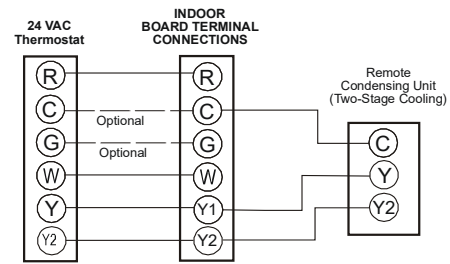 24 VAC
Thermostat
INDOOR
BOARD TERMINAL
CONNECTIONS
Remote
Condensing Unit
(Two-Stage Cooling)
R
R
C
Optional
C
C
G
Optional
G
W
W
Y
Y
Y1
Y2
Y2
Y2